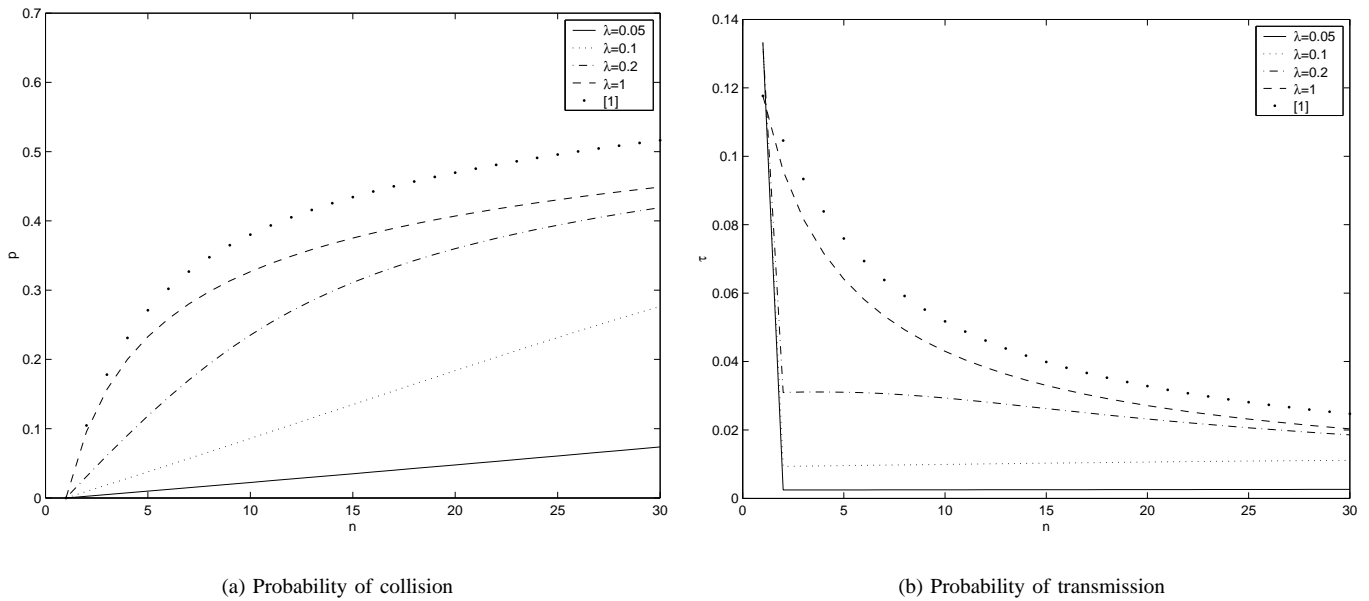 0.7
0.6
0.5
0.4
0.3
0.2
0.1
0
p
0 5 10 15 20 25 30
n
λ=0.05
λ=0.1
λ=0.2
λ=1
[1]
(a) Probability of collision
0.14
0.12
0.1
0.08
0.06
0.04
0.02
0
τ
0 5 10 15 20 25 30
n
λ=0.05
λ=0.1
λ=0.2
λ=1
[1]
(b) Probability of transmission